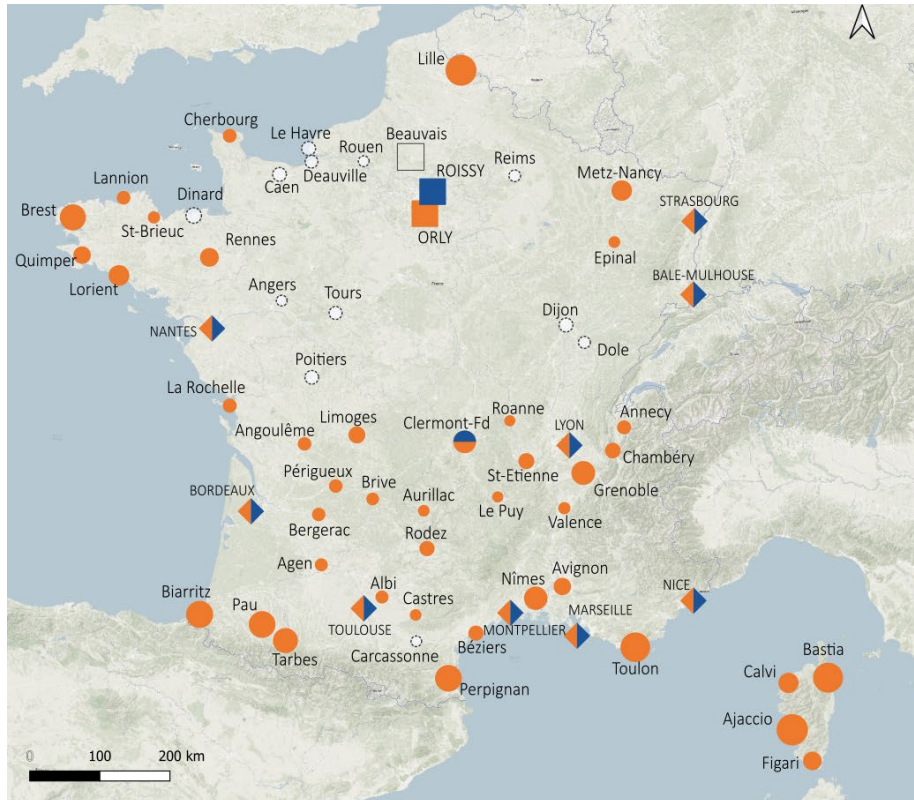 Lille
Cherbourg
Le Havre
Rouen
Beauvais
Deauville
Caen
ROISSY
Reims
ORLY
Metz-Nancy
STRASBOURG
Lannion
Dinard
Brest
St-Brieuc
Rennes
Epinal
Quimper
Lorient
BALE-MULHOUSE
Angers
Tours
Dijon
NANTES
Dole
Poitiers
La Rochelle
Angoulême
Limoges
Clermont-Fd
Roanne
LYON
Annecy
Chambéry
St-Etienne
Grenoble
Périgueux
Brive
Aurillac
Le Puy
Valence
BORDEAUX
Bergerac
Rodez
Agen
Albi
Castres
Nîmes
Avignon
NICE
Biarritz
Pau
TOULOUSE
MARSEILLE
MONTPELLIER
Béziers
Carcassonne
Tarbes
Toulon
Perpignan
Bastia
Calvi
Ajaccio
Figari
0 100 200 km